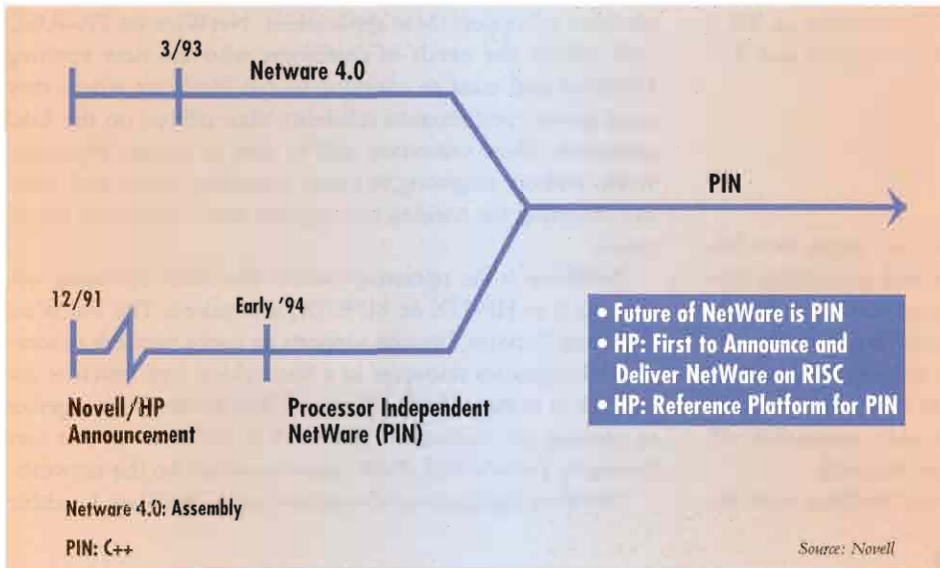 3/93
Netware 4.0
PIN
12/91
Early '94
Novell/HP
Announcement
Processor Independent
NetWare (PIN)
• Future of NetWare is PIN
• HP: First to Announce and
Deliver NetWare on RISC
• HP: Reference Platform for PIN
Netware 4.0: Assembly
PIN: C++
Source: Novell